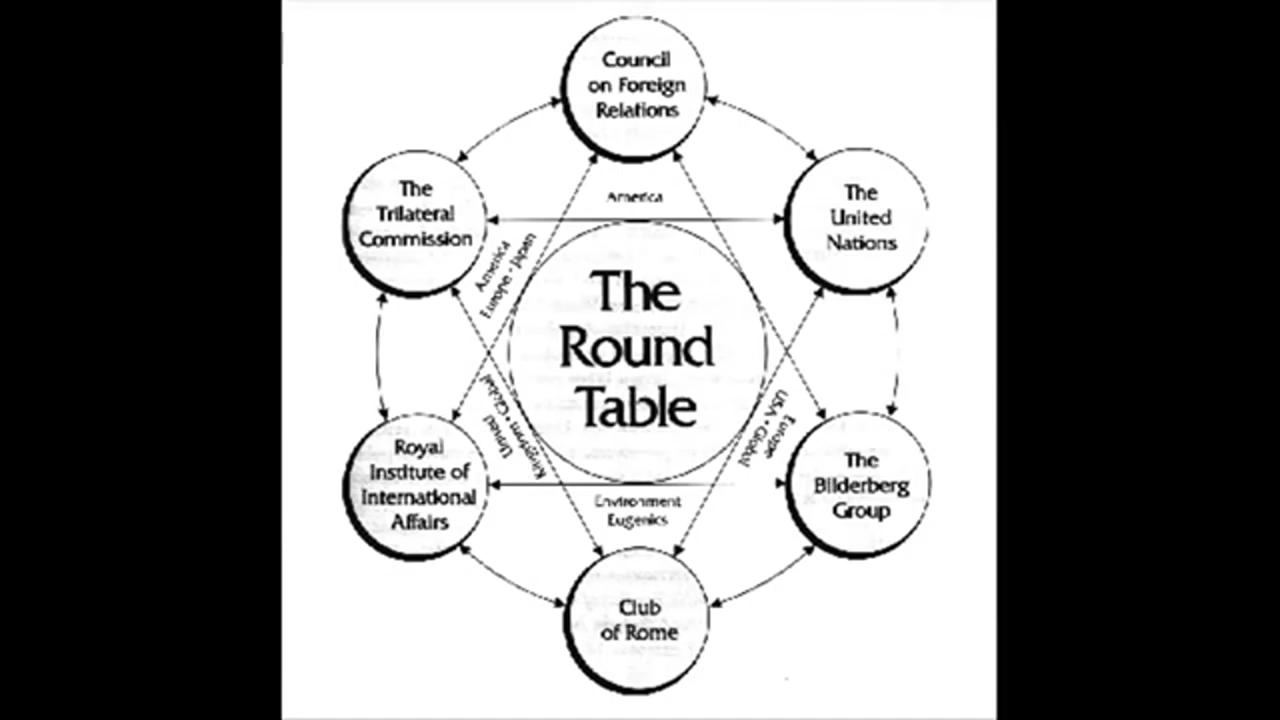 Council
on Foreign
Relations
The
Trilateral
Commission
The
United
Nations
America
America
Europe • Japan
The
Round
Table
United • Global
Kingdom
Europe
USA • Global
Royal
Institute of
International
Affairs
The
Bilderberg
Group
Environment
Eugenics
Club
of Rome